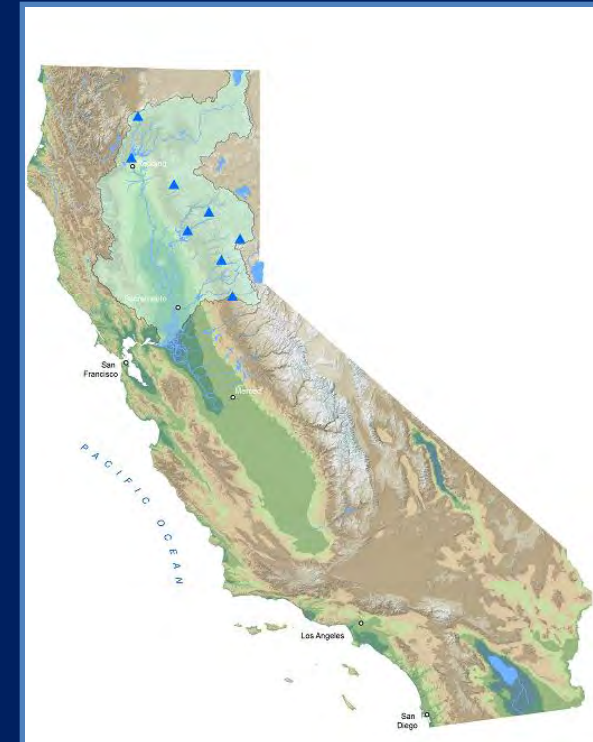 Redding
Sacramento
San
Francisco
Merced
PACIFIC OCEAN
Los Angeles
San
Diego